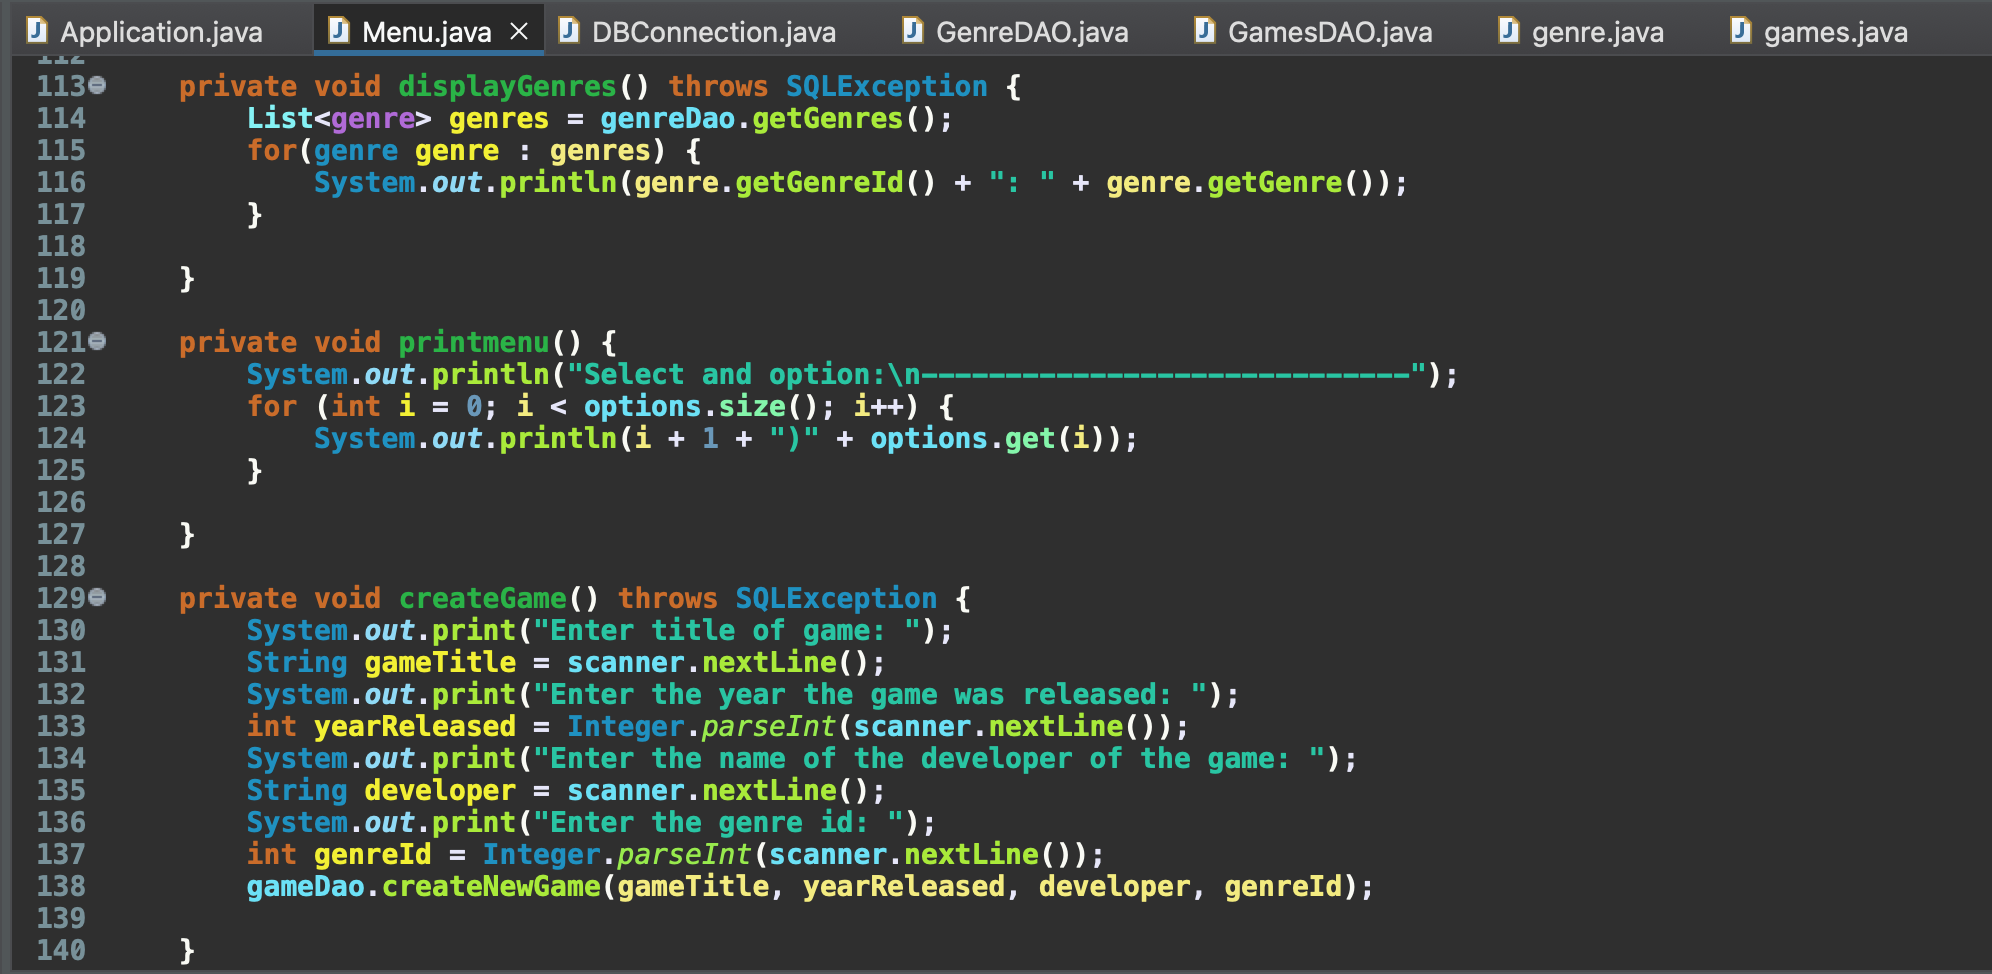 Application.java
Menu.java
DBConnection.java
GenreDAO.java
GamesDAO.java
genre.java
games.java
112
113 private void displayGenres() throws SQLException {
114 List<genre> genres = genreDao.getGenres();
115 for(genre genre : genres) {
116 System.out.println(genre.getGenreId() + ": " + genre.getGenre());
117 }
118
119 }
120
121 private void printmenu() {
122 System.out.println("Select and option:\n-----------------------------");
123 for (int i = 0; i < options.size(); i++) {
124 System.out.println(i + 1 + ")" + options.get(i));
125 }
126
127 }
128
129 private void createGame() throws SQLException {
130 System.out.print("Enter title of game: ");
131 String gameTitle = scanner.nextLine();
132 System.out.print("Enter the year the game was released: ");
133 int yearReleased = Integer.parseInt(scanner.nextLine());
134 System.out.print("Enter the name of the developer of the game: ");
135 String developer = scanner.nextLine();
136 System.out.print("Enter the genre id: ");
137 int genreId = Integer.parseInt(scanner.nextLine());
138 gameDao.createNewGame(gameTitle, yearReleased, developer, genreId);
139
140 }